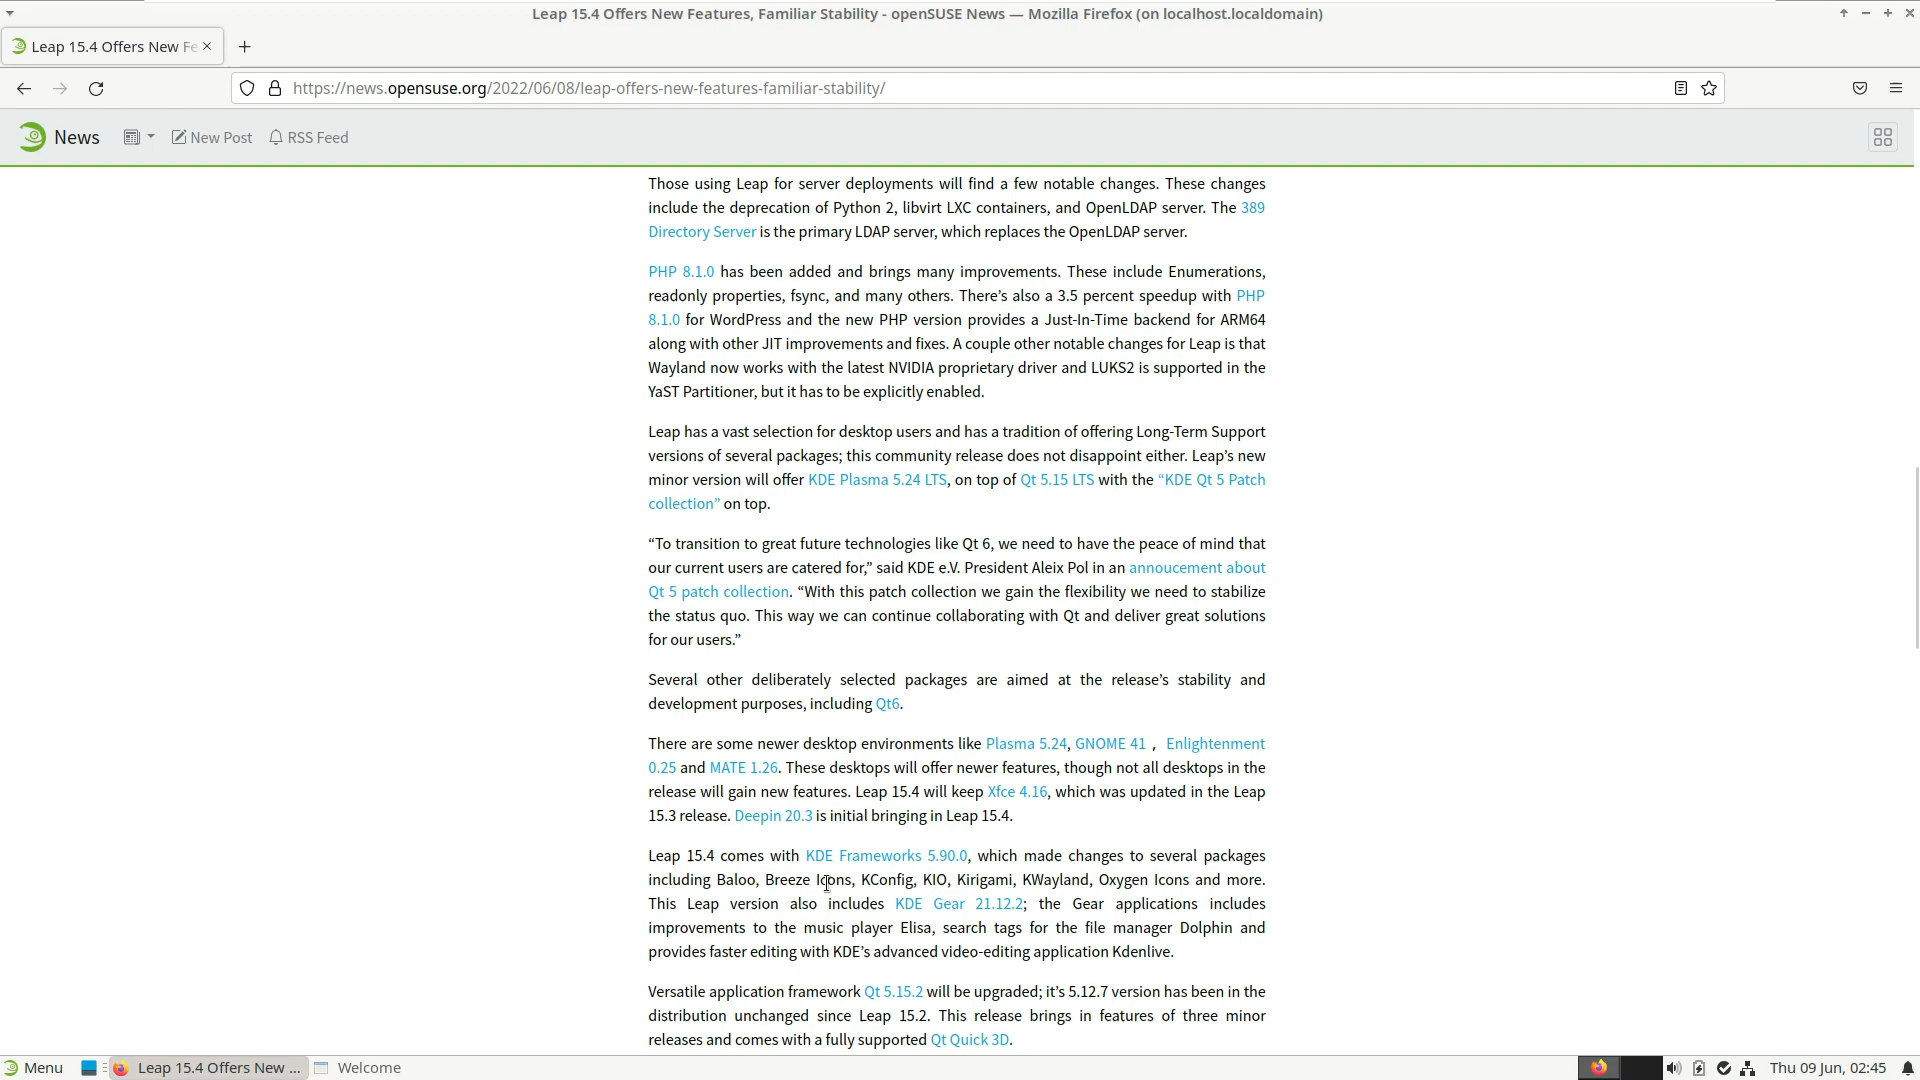 Leap 15.4 Offers New Features, Familiar Stability - openSUSE News — Mozilla Firefox (on localhost.localdomain)
Leap 15.4 Offers New Fe
https://news.opensuse.org/2022/06/08/leap-offers-new-features-familiar-stability/
News New Post RSS Feed
Those using Leap for server deployments will find a few notable changes. These changes
include the deprecation of Python 2, libvirt LXC containers, and OpenLDAP server. The 389
Directory Server is the primary LDAP server, which replaces the OpenLDAP server.
PHP 8.1.0 has been added and brings many improvements. These include Enumerations,
readonly properties, fsync, and many others. There’s also a 3.5 percent speedup with PHP
8.1.0 for WordPress and the new PHP version provides a Just-In-Time backend for ARM64
along with other JIT improvements and fixes. A couple other notable changes for Leap is that
Wayland now works with the latest NVIDIA proprietary driver and LUKS2 is supported in the
YaST Partitioner, but it has to be explicitly enabled.
Leap has a vast selection for desktop users and has a tradition of offering Long-Term Support
versions of several packages; this community release does not disappoint either. Leap’s new
minor version will offer KDE Plasma 5.24 LTS, on top of Qt 5.15 LTS with the “KDE Qt 5 Patch
collection” on top.
“To transition to great future technologies like Qt 6, we need to have the peace of mind that
our current users are catered for,” said KDE e.V. President Aleix Pol in an annoucement about
Qt 5 patch collection. “With this patch collection we gain the flexibility we need to stabilize
the status quo. This way we can continue collaborating with Qt and deliver great solutions
for our users.”
Several other deliberately selected packages are aimed at the release’s stability and
development purposes, including Qt6.
There are some newer desktop environments like Plasma 5.24, GNOME 41 , Enlightenment
0.25 and MATE 1.26. These desktops will offer newer features, though not all desktops in the
release will gain new features. Leap 15.4 will keep Xfce 4.16, which was updated in the Leap
15.3 release. Deepin 20.3 is initial bringing in Leap 15.4.
Leap 15.4 comes with KDE Frameworks 5.90.0, which made changes to several packages
including Baloo, Breeze Icons, KConfig, KIO, Kirigami, KWayland, Oxygen Icons and more.
This Leap version also includes KDE Gear 21.12.2; the Gear applications includes
improvements to the music player Elisa, search tags for the file manager Dolphin and
provides faster editing with KDE’s advanced video-editing application Kdenlive.
Versatile application framework Qt 5.15.2 will be upgraded; it’s 5.12.7 version has been in the
distribution unchanged since Leap 15.2. This release brings in features of three minor
releases and comes with a fully supported Qt Quick 3D.
Menu Leap 15.4 Offers New ... Welcome Thu 09 Jun, 02:45